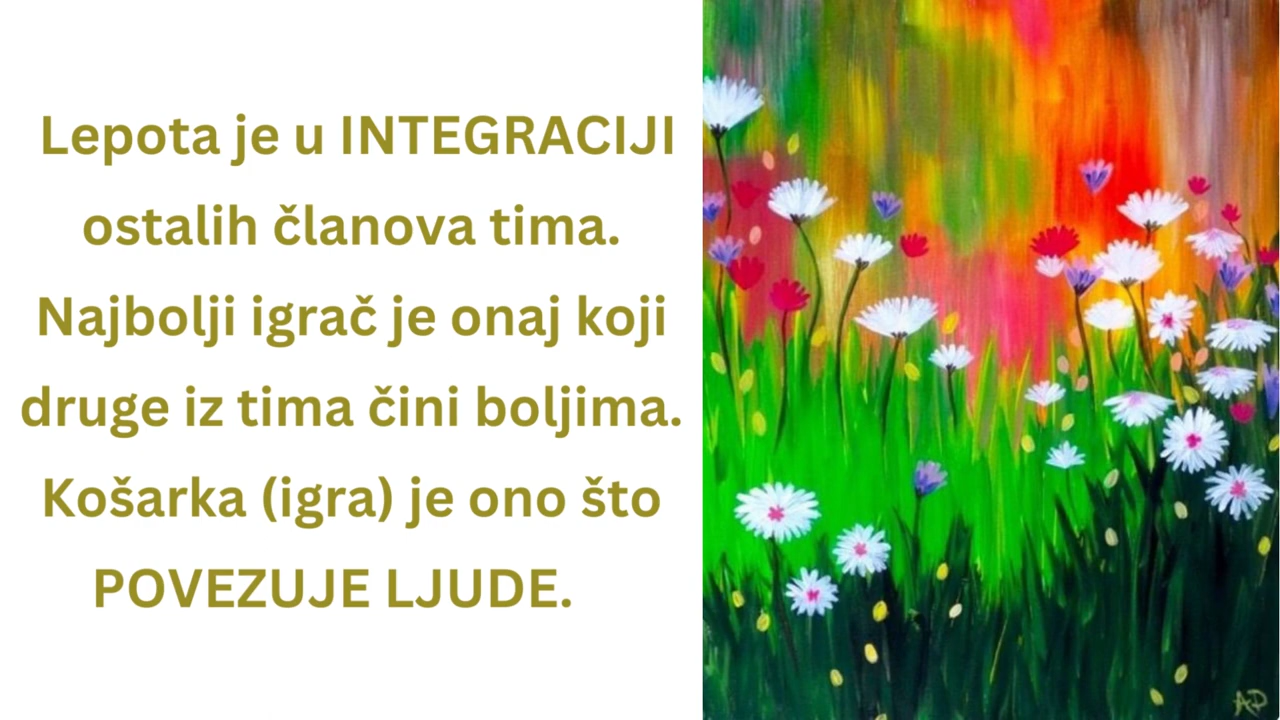 Lepota je u INTEGRACIJI
ostalih članova tima.
Najbolji igrač je onaj koji
druge iz tima čini boljima.
Košarka (igra) je ono što
POVEZUJE LJUDE.
AP